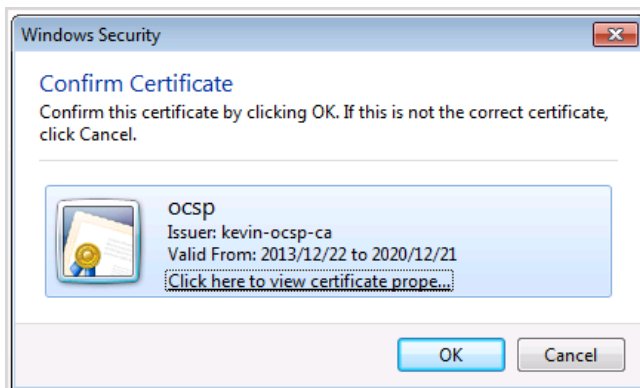 Windows Security
Confirm Certificate
Confirm this certificate by clicking OK. If this is not the correct certificate,
click Cancel.
ocsp
Issuer: kevin-ocsp-ca
Valid From: 2013/12/22 to 2020/12/21
Click here to view certificate prope...
OK
Cancel